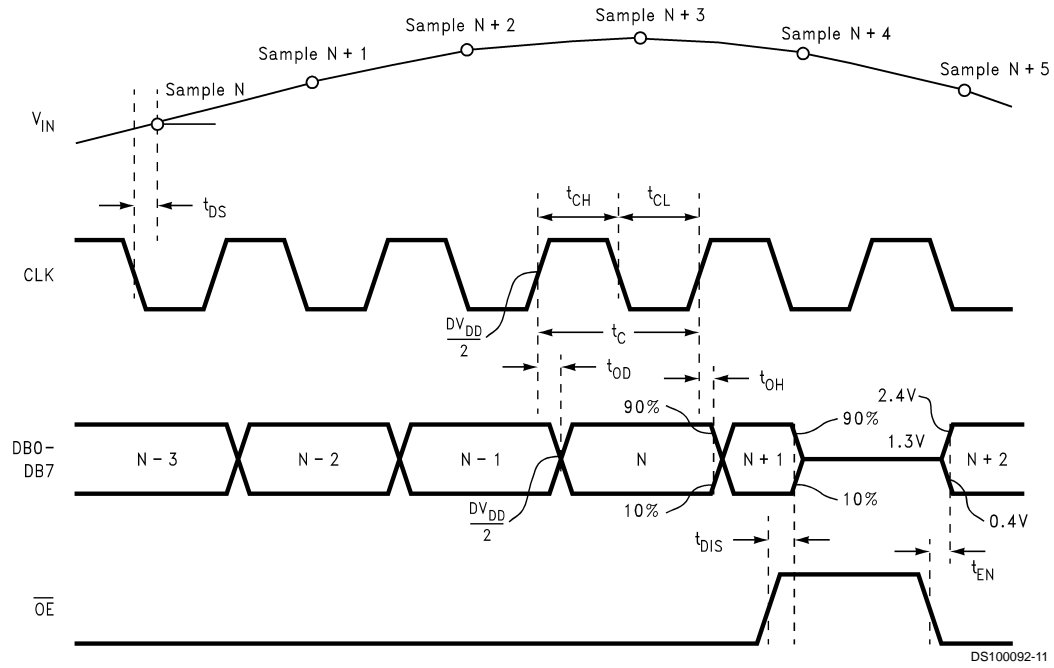 Sample N + 3
Sample N + 2
Sample N + 4
Sample N + 1
Sample N + 5
Sample N
VIN
tDS
tCH
tCL
CLK
DVDD
2
tC
tOD
tOH
90%
2.4V
90%
1.3V
DB0–
DB7
N – 3
N – 2
N – 1
N
N + 1
N + 2
10%
10%
0.4V
DVDD
2
tDIS
tEN
OE
DS100092-11